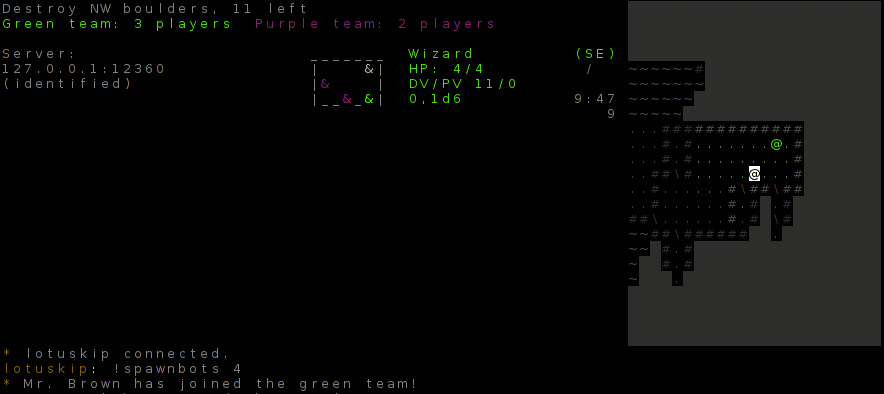 Destroy NW boulders, 11 left
Green team: 3 players Purple team: 2 players
Server:
127.0.0.1:12360
(identified)
Wizard (SE)
HP: 4/4 /
DV/PV 11/0
0,1d6 9:47
9
_______
|    &|
|&    |
|__&_&|
~~~~~~#
~~~~~~~
~~~~~~
~~~~~
...#############
...#.#.......@.#
...#.#.........#
..##\#.....@...#
..#......#\##\##
..#......#.# .#
##\......#.# \#
~~##\###### .
~~ #.#
~ #.#
~ .
* lotuskip connected.
lotuskip: !spawnbots 4
* Mr. Brown has joined the green team!